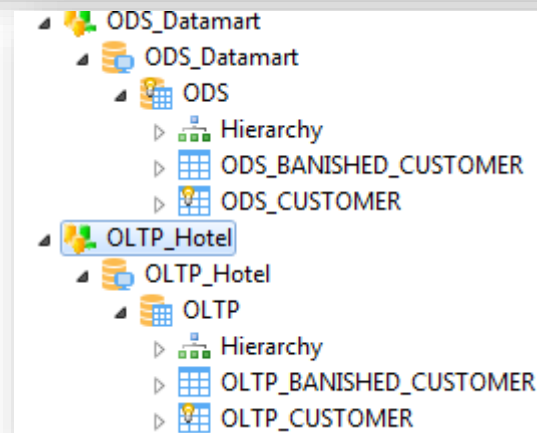 ODS_Datamart
ODS_Datamart
ODS
Hierarchy
ODS_BANISHED_CUSTOMER
ODS_CUSTOMER
OLTP_Hotel
OLTP_Hotel
OLTP
Hierarchy
OLTP_BANISHED_CUSTOMER
OLTP_CUSTOMER